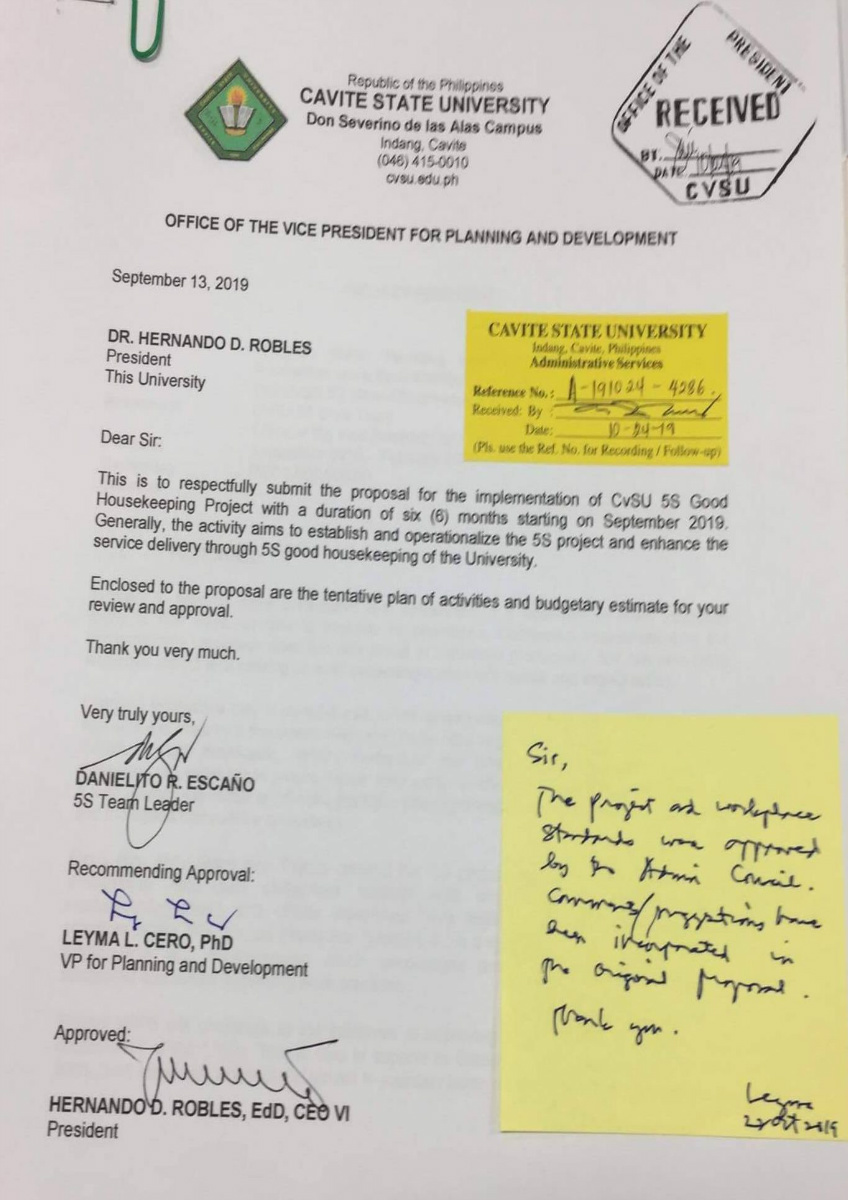 Republic of the Philippines
CAVITE STATE UNIVERSITY
Don Severino de las Alas Campus
Indang, Cavite
(046) 415-0010
cvsu.edu.ph
OFFICE OF THE PRESIDENT
RECEIVED
BY.
DATE
CVSU
OFFICE OF THE VICE PRESIDENT FOR PLANNING AND DEVELOPMENT
September 13, 2019
DR. HERNANDO D. ROBLES
President
This University
CAVITE STATE UNIVERSITY
Indang, Cavite, Philippines
Administrative Services
Reference No.: A-191024-4286.
Received: By :
Date: 10-24-19
(Pls. use the Ref. No. for Recording / Follow-up)
Dear Sir:
This is to respectfully submit the proposal for the implementation of CvSU 5S Good
Housekeeping Project with a duration of six (6) months starting on September 2019.
Generally, the activity aims to establish and operationalize the 5S project and enhance the
service delivery through 5S good housekeeping of the University.
Enclosed to the proposal are the tentative plan of activities and budgetary estimate for your
review and approval.
Thank you very much.
Very truly yours,
DANIELITO R. ESCAÑO
5S Team Leader
Recommending Approval:
LEYMA L. CERO, PhD
VP for Planning and Development
Approved:
HERNANDO D. ROBLES, EdD, CEO VI
President
Sir,
The project and workplace
standards were approved
by the Admin Council.
Comments/suggestions have
been incorporated in
the original proposal.
Thank you.
Leyma
Oct 2019